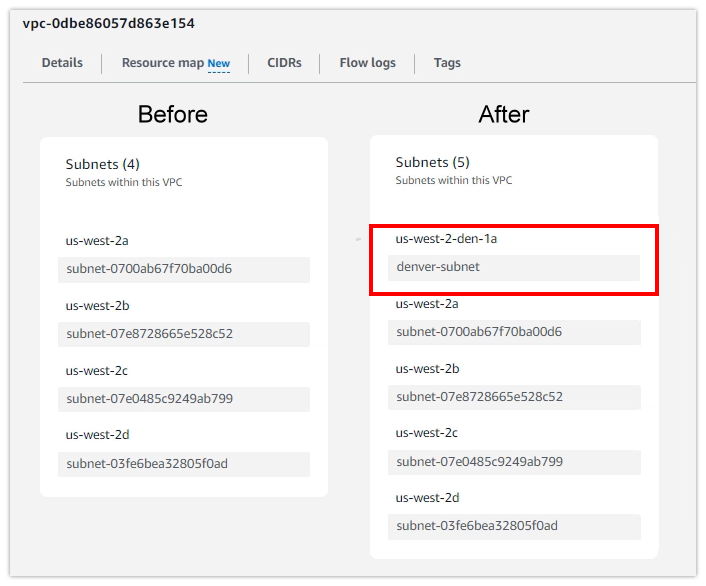 vpc-0dbe86057d863e154
Details
Resource map New
CIDRs
Flow logs
Tags
Before
Subnets (4)
Subnets within this VPC
us-west-2a
subnet-0700ab67f70ba00d6
us-west-2b
subnet-07e8728665e528c52
us-west-2c
subnet-07e0485c9249ab799
us-west-2d
subnet-03fe6bea32805f0ad
After
Subnets (5)
Subnets within this VPC
us-west-2-den-1a
denver-subnet
us-west-2a
subnet-0700ab67f70ba00d6
us-west-2b
subnet-07e8728665e528c52
us-west-2c
subnet-07e0485c9249ab799
us-west-2d
subnet-03fe6bea32805f0ad